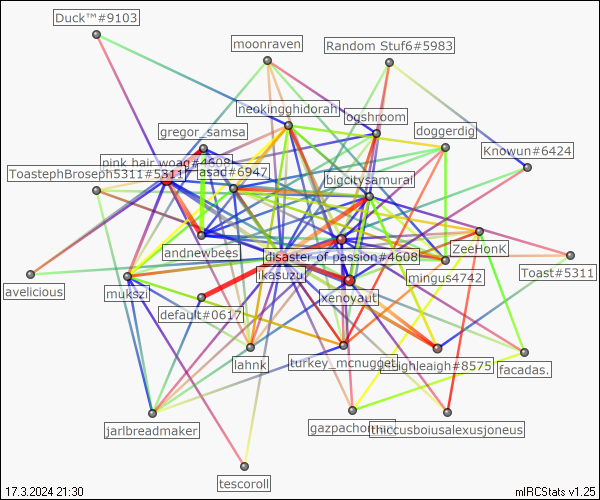 Duck™#9103
moonraven
Random Stuf6#5983
neokingghidorah
ogshroom
gregor_samsa
doggerdig
Knowun#6424
pink hair woag#4608
ToastephBroseph5311#5311
asad#6947
bigcitysamurai
andnewbees
disaster of passion#4608
ZeeHonK
ikasuzu
mingus4742
Toast#5311
avelicious
mukszi
xenoyaut
default#0617
lahnk
turkey_mcnugget
facadas.
jarlbreadmaker
gazpacho
thiccusboiusalexusjoneus
tescoroll
17.3.2024 21:30
mIRCStats v1.25